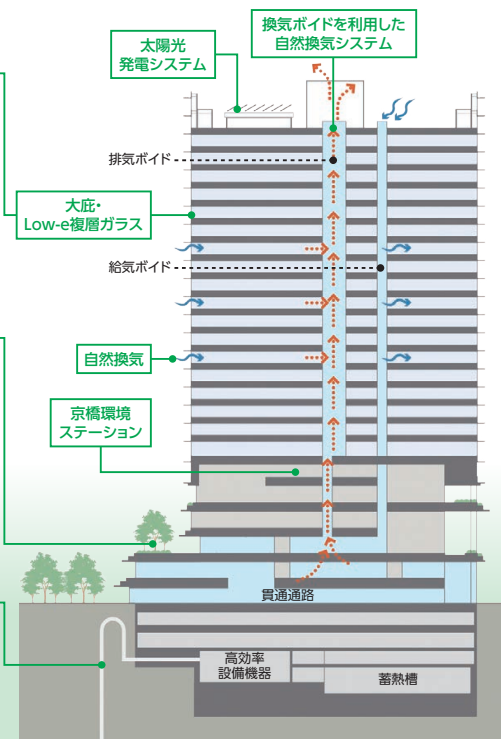 換気ボイドを利用した
自然換気システム
太陽光
発電システム
排気ボイド
大庇・
Low-e複層ガラス
給気ボイド
自然換気
京橋環境
ステーション
貫通通路
高効率
設備機器
蓄熱槽